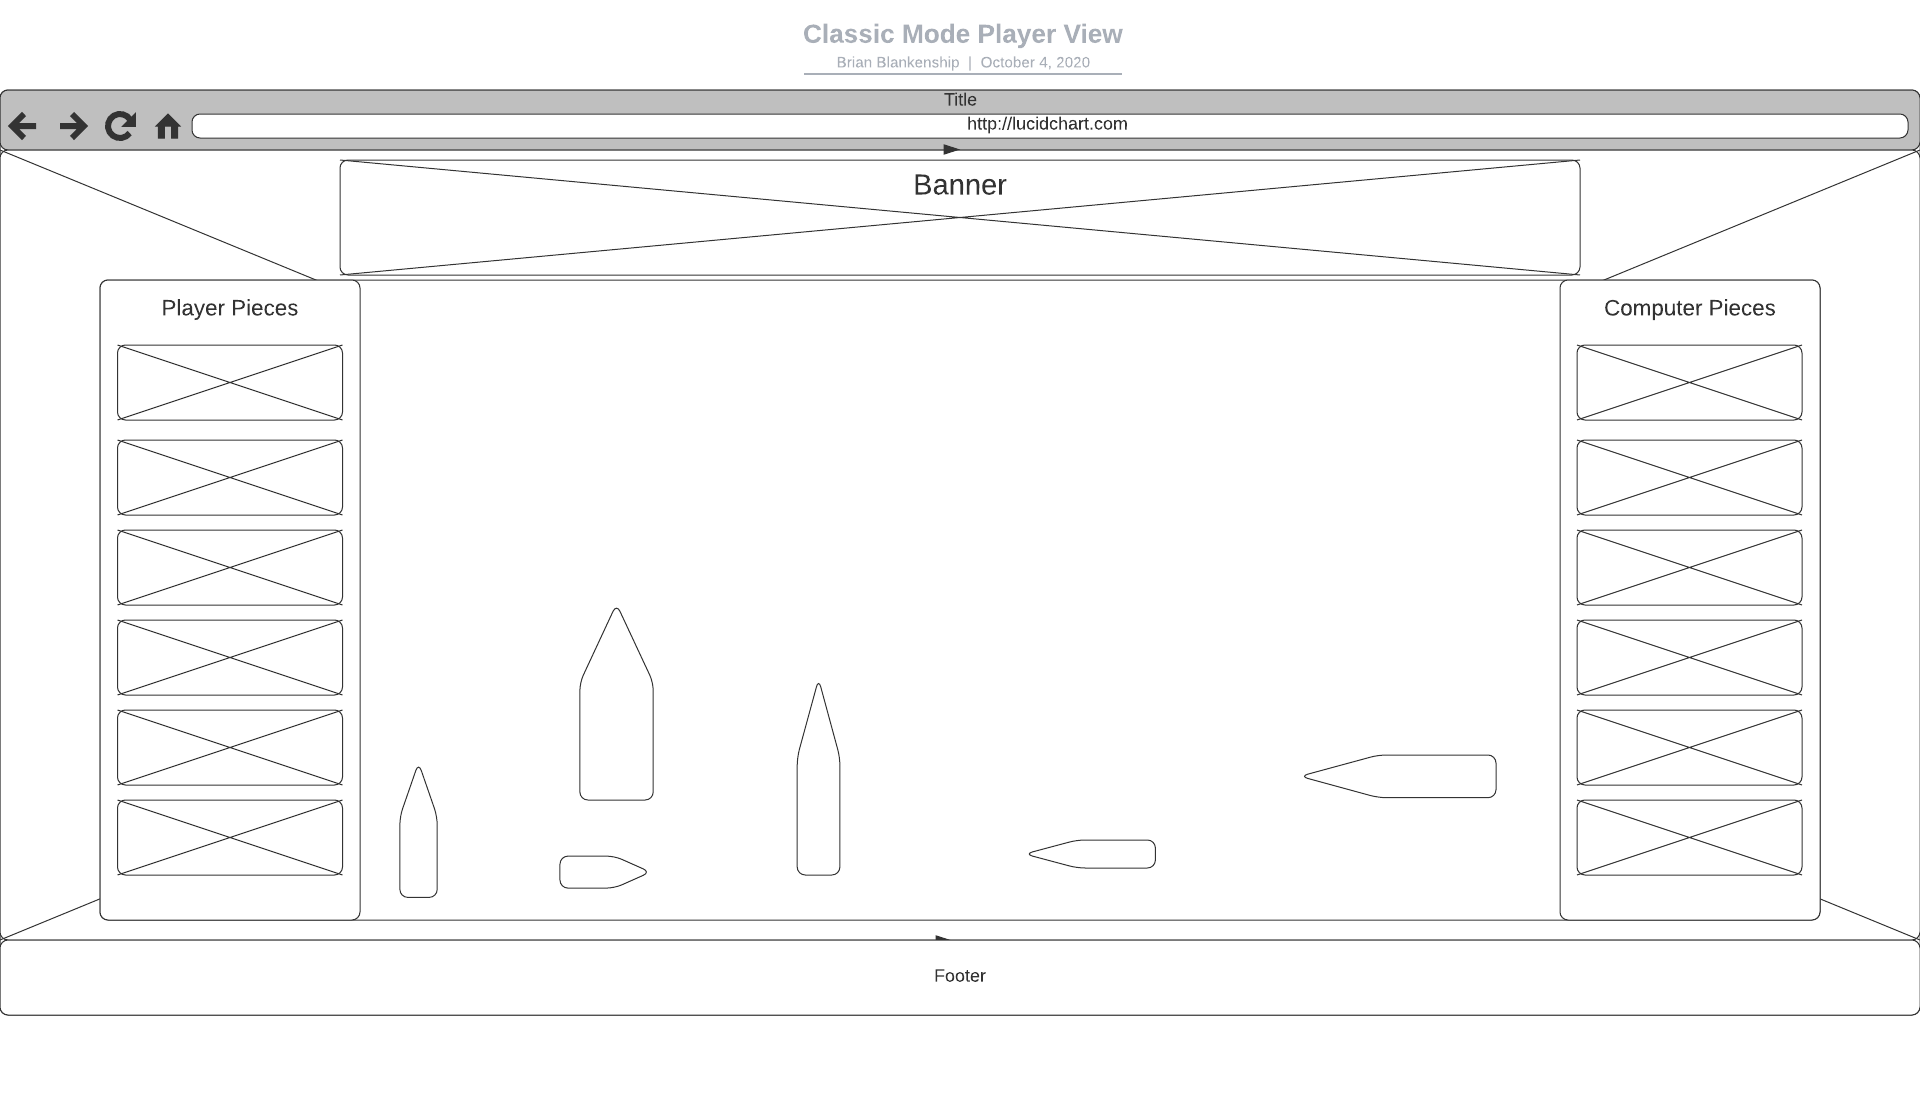 Classic Mode Player View
Brian Blankenship | October 4, 2020
Title
http://lucidchart.com
Banner
Player Pieces
Computer Pieces
Footer